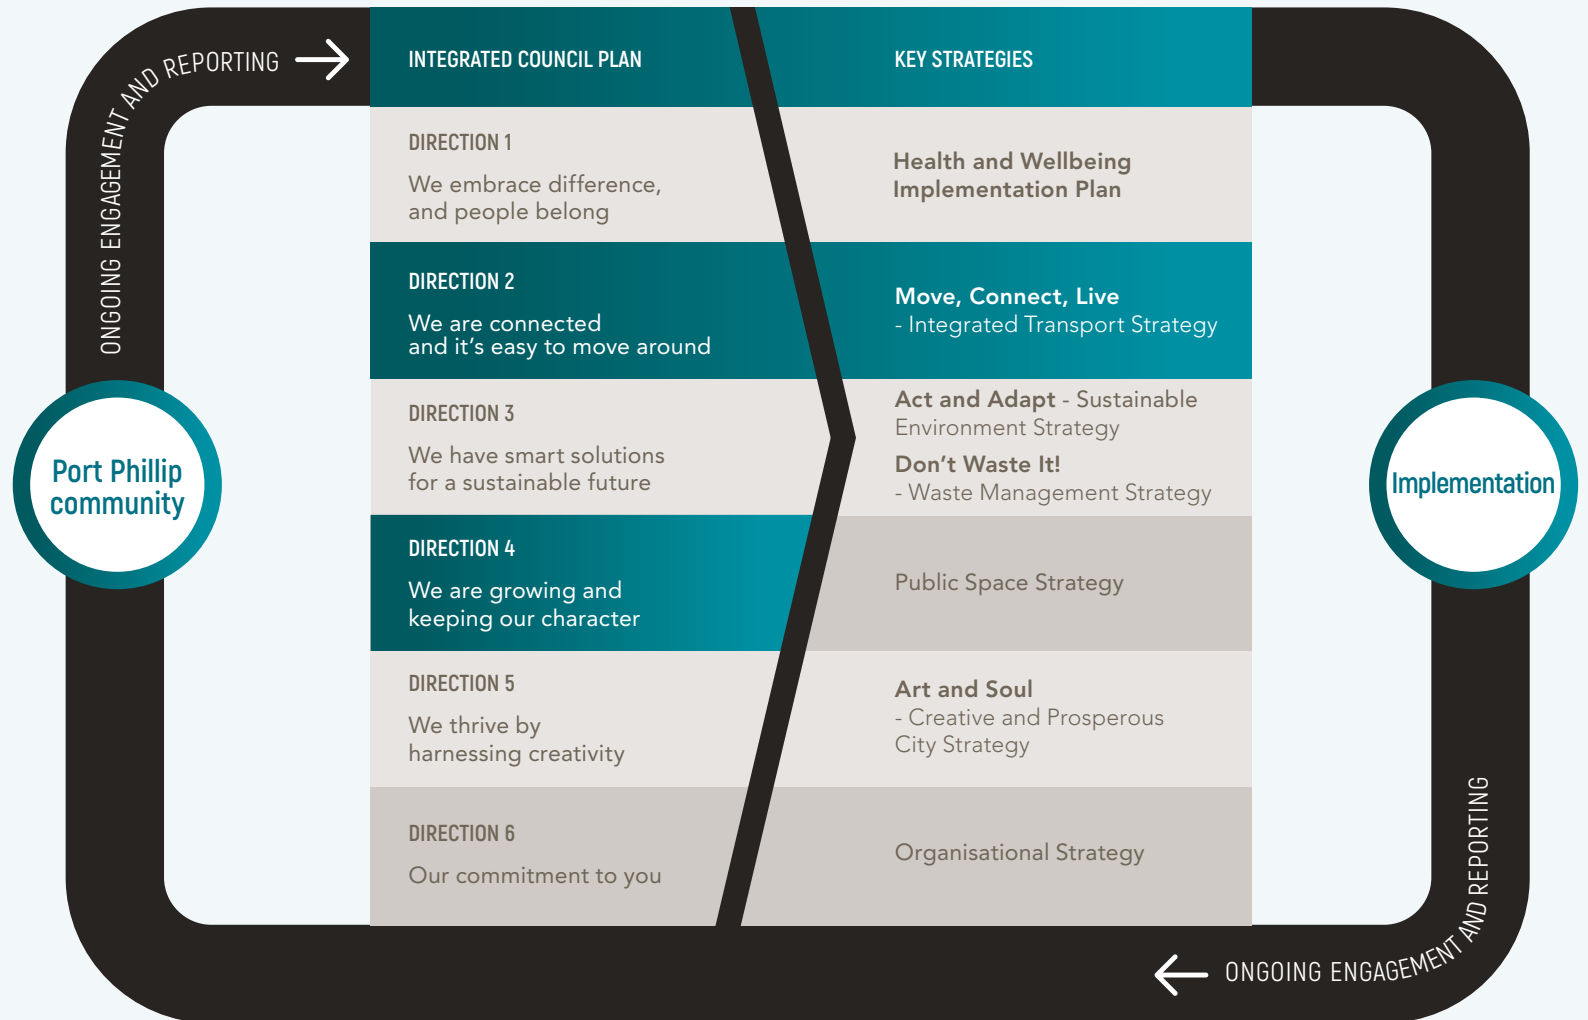 ONGOING ENGAGEMENT AND REPORTING
Port Phillip
community
INTEGRATED COUNCIL PLAN
KEY STRATEGIES
DIRECTION 1
We embrace difference,
and people belong
Health and Wellbeing
Implementation Plan
DIRECTION 2
We are connected
and it's easy to move around
Move, Connect, Live
- Integrated Transport Strategy
DIRECTION 3
We have smart solutions
for a sustainable future
Act and Adapt - Sustainable
Environment Strategy
Don't Waste It!
- Waste Management Strategy
DIRECTION 4
We are growing and
keeping our character
Public Space Strategy
DIRECTION 5
We thrive by
harnessing creativity
Art and Soul
- Creative and Prosperous
City Strategy
DIRECTION 6
Our commitment to you
Organisational Strategy
Implementation
ONGOING ENGAGEMENT AND REPORTING